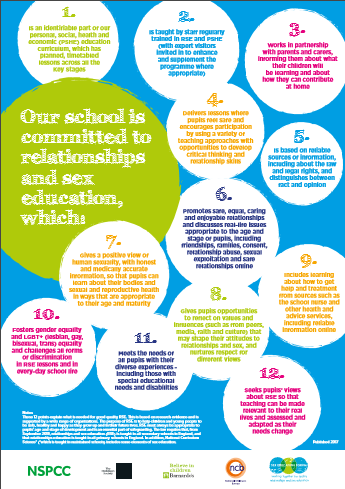 Our school is
committed to
relationships
and sex
education,
which:
1.
is an identifiable part of our
personal, social, health and
economic (PSHE) education
curriculum, which has
planned, timetabled
lessons across all the
key stages
2.
is taught by staff regularly
trained in RSE and PSHE
(with expert visitors
invited in to enhance
and supplement the
programme where
appropriate)
3.
works in partnership
with parents and carers,
informing them about what
their children will
be learning and about
how they can contribute
at home
4.
Delivers lessons where
pupils feel safe and
encourages participation
by using a variety of
teaching approaches with
opportunities to develop
critical thinking and
relationship skills
5.
is based on reliable
sources of information,
including about the law
and legal rights, and
distinguishes between
fact and opinion
6.
Promotes safe, equal, caring
and enjoyable relationships
and discusses real-life issues
appropriate to the age and
stage of pupils, including
friendships, families, consent,
relationship abuse, sexual
exploitation and safe
relationships online
7.
Gives a positive view of
human sexuality, with honest
and medically accurate
information, so that pupils can
learn about their bodies and
sexual and reproductive health
in ways that are appropriate
to their age and maturity
8.
Gives pupils opportunities
to reflect on values and
influences (such as from peers,
media, faith and culture) that
may shape their attitudes to
relationships and sex, and
nurtures respect for
different views
9.
Includes learning
about how to get
help and treatment
from sources such as
the school nurse and
other health and
advice services,
including reliable
information online
10.
Fosters gender equality
and LGBT+ (lesbian, gay,
bisexual, trans) equality
and challenges all forms
of discrimination
in RSE lessons and in
every-day school life
11.
Meets the needs of
all pupils with their
diverse experiences -
including those with
special educational
needs and disabilities
12.
Seeks pupils' views
about RSE so that
teaching can be made
relevant to their real
lives and assessed and
adapted as their
needs change
Notes
Published 2017
NSPCC
Believe in
children
Barnardo's
ncb